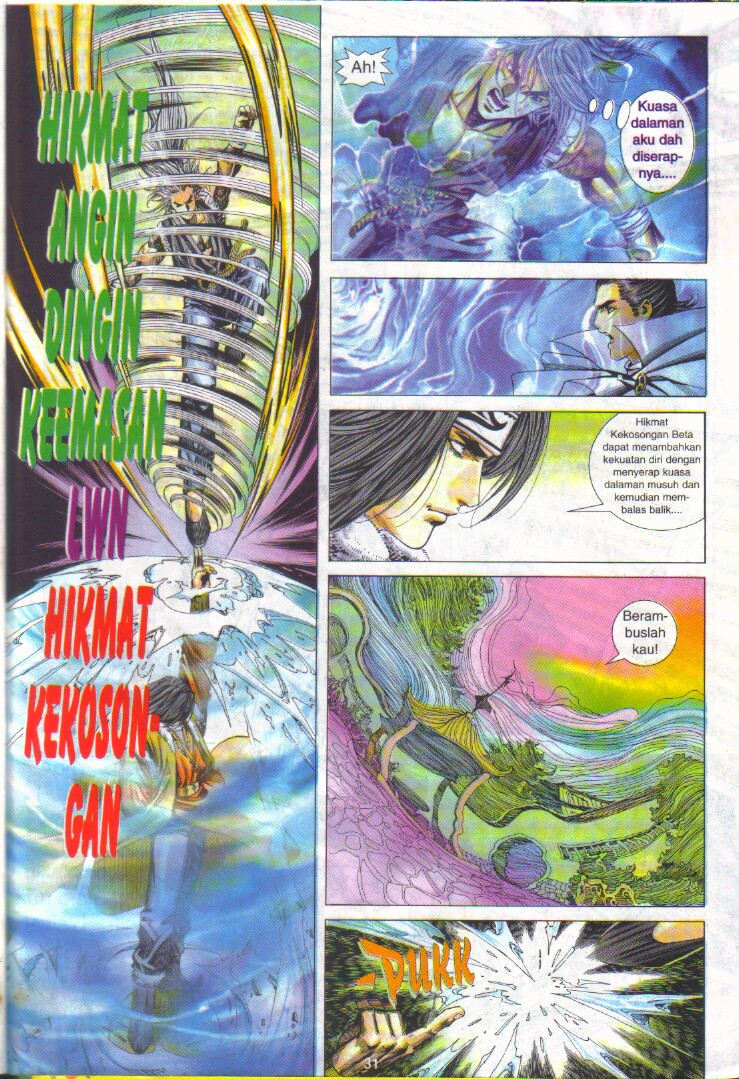 HIKMAT
ANGIN
DINGIN
KEEMASAN
LWN
HIKMAT
KEKOSON-
GAN
Ah!
Kuasa
dalaman
aku dah
diserap-
nya....
Hikmat
Kekosongan Beta
dapat menambahkan
kekuatan diri dengan
menyerap kuasa
dalaman musuh dan
kemudian mem-
balas balik....
Beram-
buslah
kau!
-PUKK
31